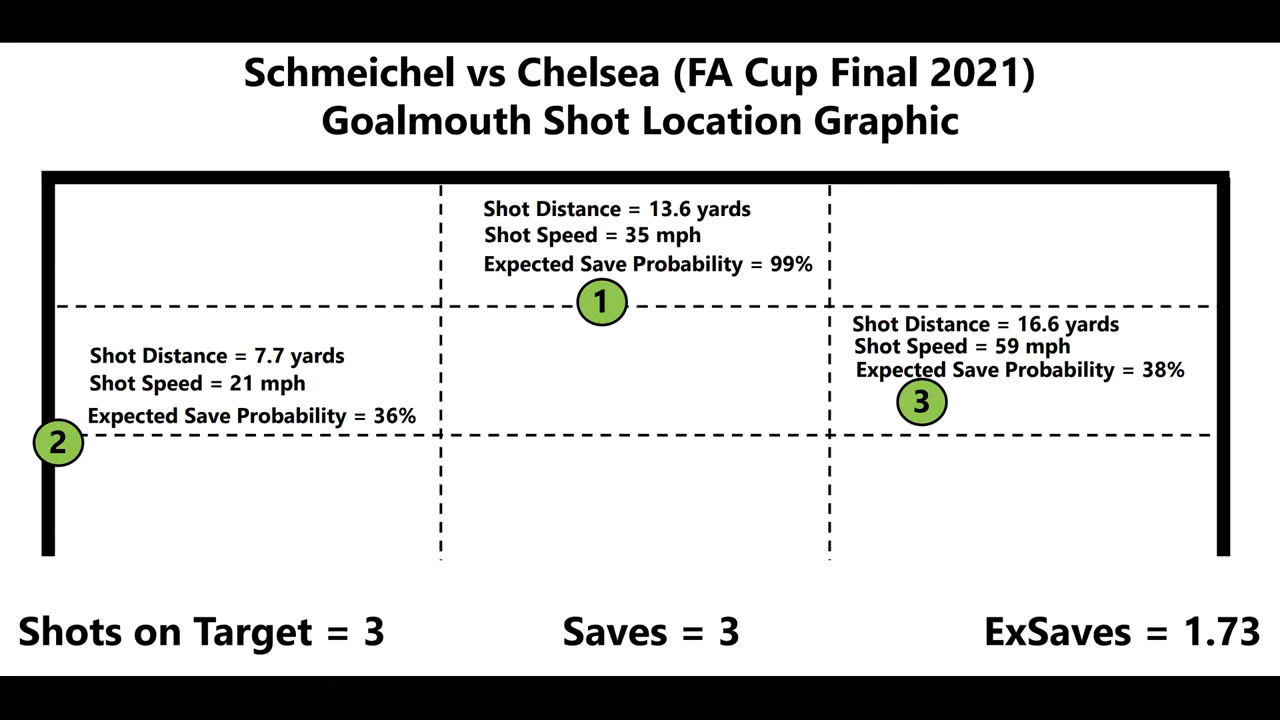 Schmeichel vs Chelsea (FA Cup Final 2021)
Goalmouth Shot Location Graphic
Shot Distance = 13.6 yards
Shot Speed = 35 mph
Expected Save Probability = 99%
1
Shot Distance = 16.6 yards
Shot Speed = 59 mph
Expected Save Probability = 38%
3
Shot Distance = 7.7 yards
Shot Speed = 21 mph
Expected Save Probability = 36%
2
Shots on Target = 3
Saves = 3
ExSaves = 1.73